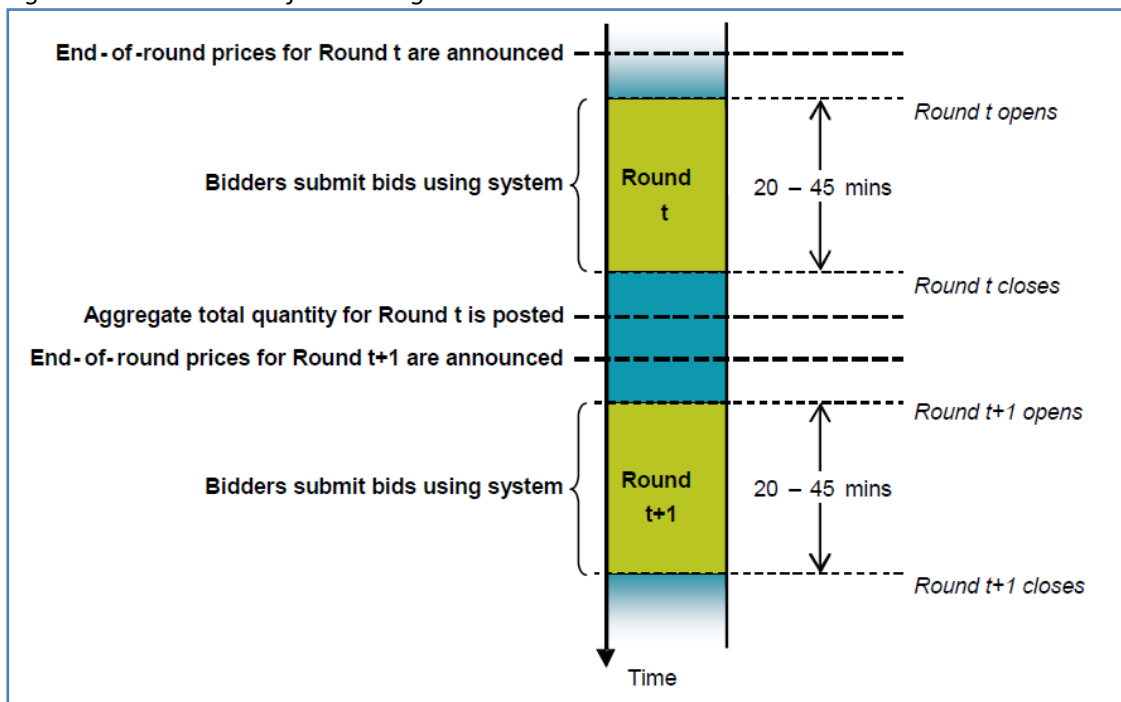 End-of-round prices for Round t are announced
Round t opens
Bidders submit bids using system
Round
t
20 – 45 mins
Round t closes
Aggregate total quantity for Round t is posted
End-of-round prices for Round t+1 are announced
Round t+1 opens
Bidders submit bids using system
Round
t+1
20 – 45 mins
Round t+1 closes
Time